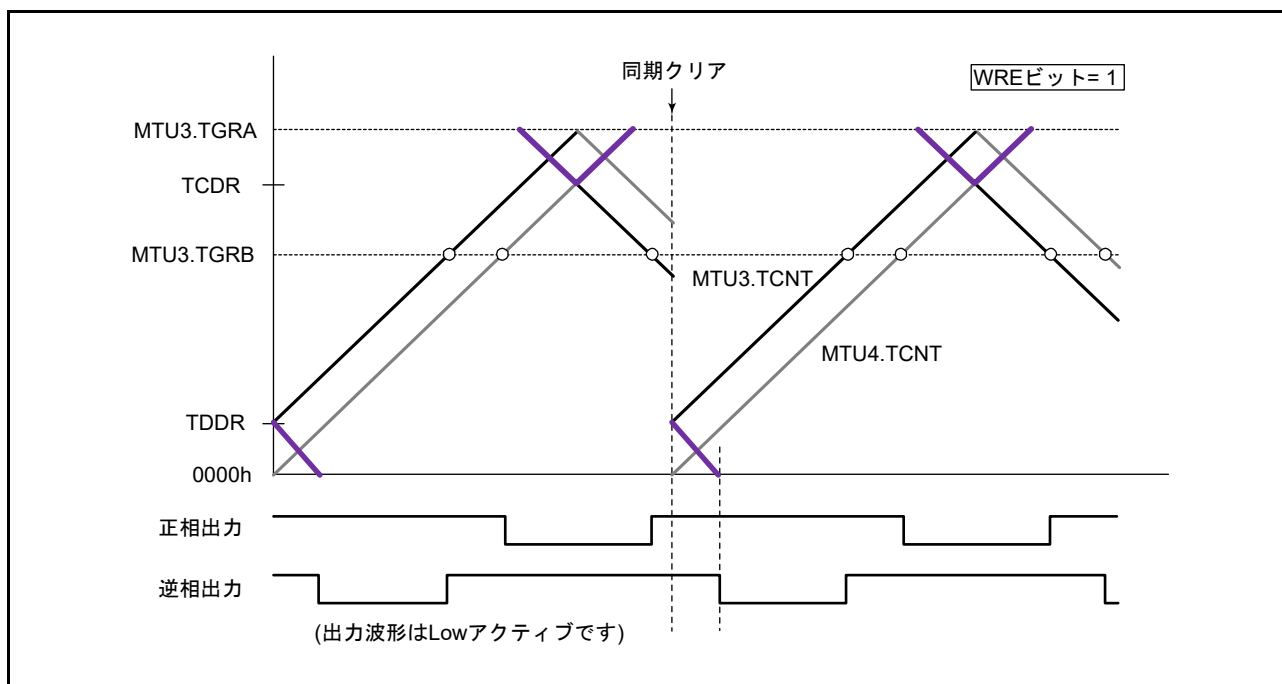 同期クリア
WREビット= 1
MTU3.TGRA
TCDR
MTU3.TGRB
MTU3.TCNT
MTU4.TCNT
TDDR
0000h
正相出力
逆相出力
(出力波形はLowアクティブです)